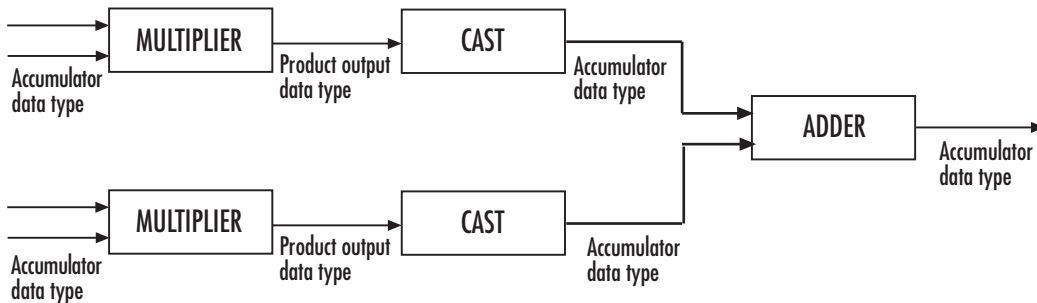 MULTIPLIER
CAST
Accumulator
data type
Product output
data type
Accumulator
data type
ADDER
Accumulator
data type
MULTIPLIER
CAST
Accumulator
data type
Product output
data type
Accumulator
data type